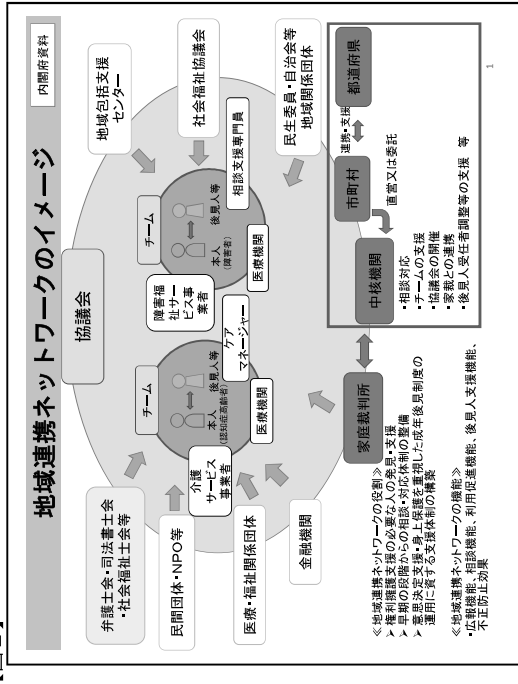 地域連携ネットワークのイメージ
内閣府資料
協議会
弁護士会・司法書士会
・社会福祉士会等
民間団体・NPO等
医療・福祉関係団体
金融機関
地域包括支援
センター
社会福祉協議会
民生委員・自治会等
地域関係団体
チーム
本人
(認知症高齢者)
後見人等
介護
サービス
事業者
ケア
マネージャー
医療機関
チーム
本人
(障害者)
後見人等
障害福
祉サー
ビス事
業者
相談支援専門員
医療機関
家庭裁判所
中核機関
・相談対応
・チームの支援
・協議会の開催
・家裁との連携
・後見人受任者調整等の支援 等
市町村
直営又は委託
連携・支援
都道府県
≪地域連携ネットワークの役割≫
➢ 権利擁護支援の必要な人の発見・支援
➢ 早期の段階からの相談・対応体制の整備
➢ 意思決定支援・身上保護を重視した成年後見制度の
運用に資する支援体制の構築
≪地域連携ネットワークの機能≫
・広報機能、相談機能、利用促進機能、後見人支援機能、
不正防止効果
1